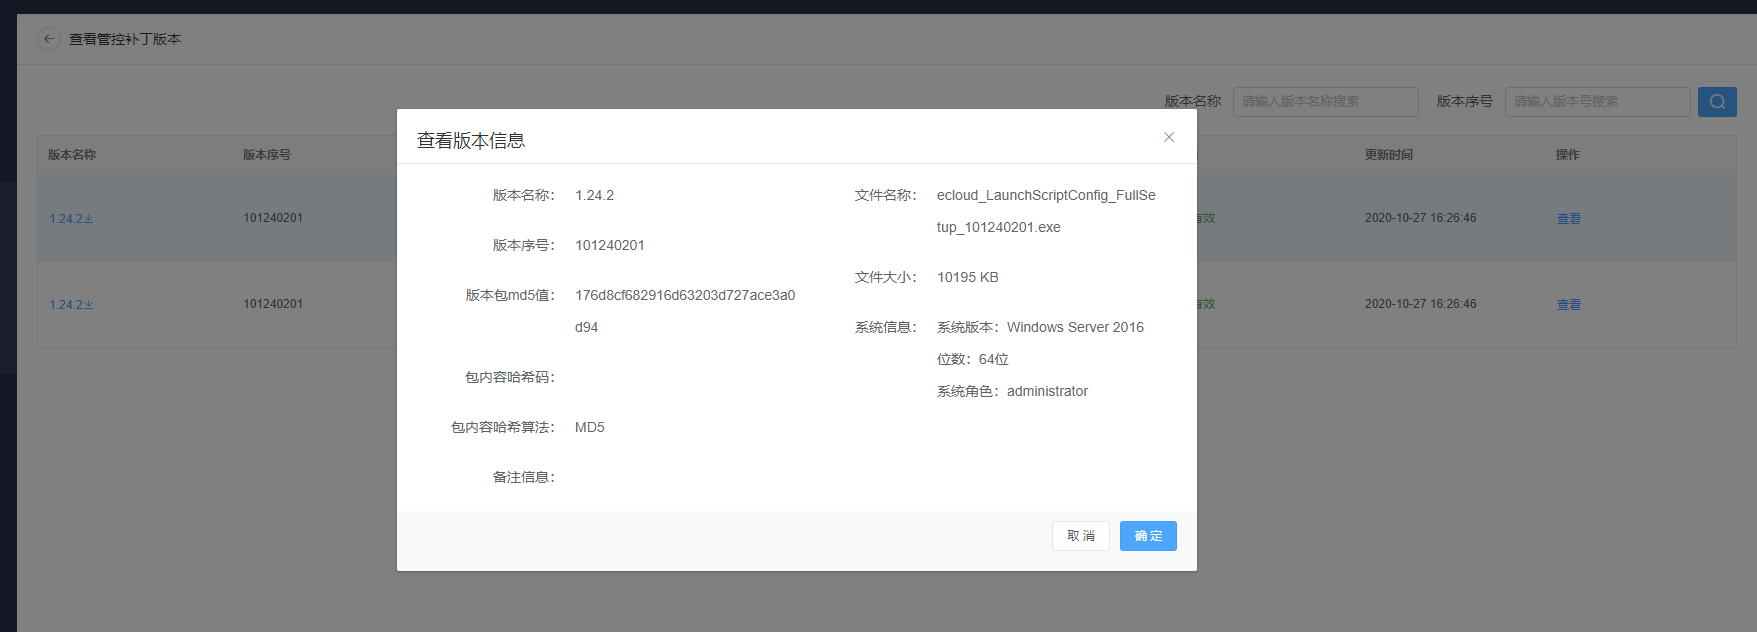 查看管控补丁版本
版本名称 请输入版本名称搜索 版本序号 请输入版本号搜索
版本名称 版本序号 更新时间 操作
1.24.2 101240201 有效 2020-10-27 16:26:46 查看
1.24.2 101240201 有效 2020-10-27 16:26:46 查看
查看版本信息
版本名称： 1.24.2
版本序号： 101240201
版本包md5值： 176d8cf682916d63203d727ace3a0
d94
包内容哈希码：
包内容哈希算法： MD5
备注信息：
文件名称： ecloud_LaunchScriptConfig_FullSe
tup_101240201.exe
文件大小： 10195 KB
系统信息： 系统版本：Windows Server 2016
位数：64位
系统角色：administrator
取消 确定